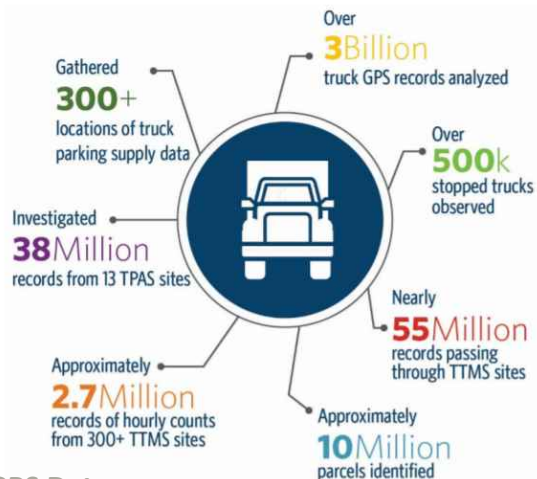 Over
3Billion
truck GPS records analyzed
Gathered
300+
locations of truck
parking supply data
Over
500k
stopped trucks
observed
Investigated
38Million
records from 13 TPAS sites
Nearly
55Million
records passing
through TTMS sites
Approximately
2.7Million
records of hourly counts
from 300+ TTMS sites
Approximately
10Million
parcels identified